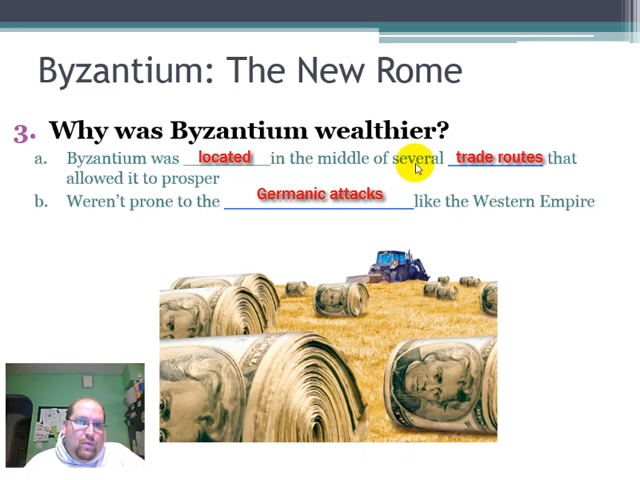 Byzantium: The New Rome
3. Why was Byzantium wealthier?
a. Byzantium was located in the middle of several trade routes that
allowed it to prosper
b. Weren't prone to the Germanic attacks like the Western Empire